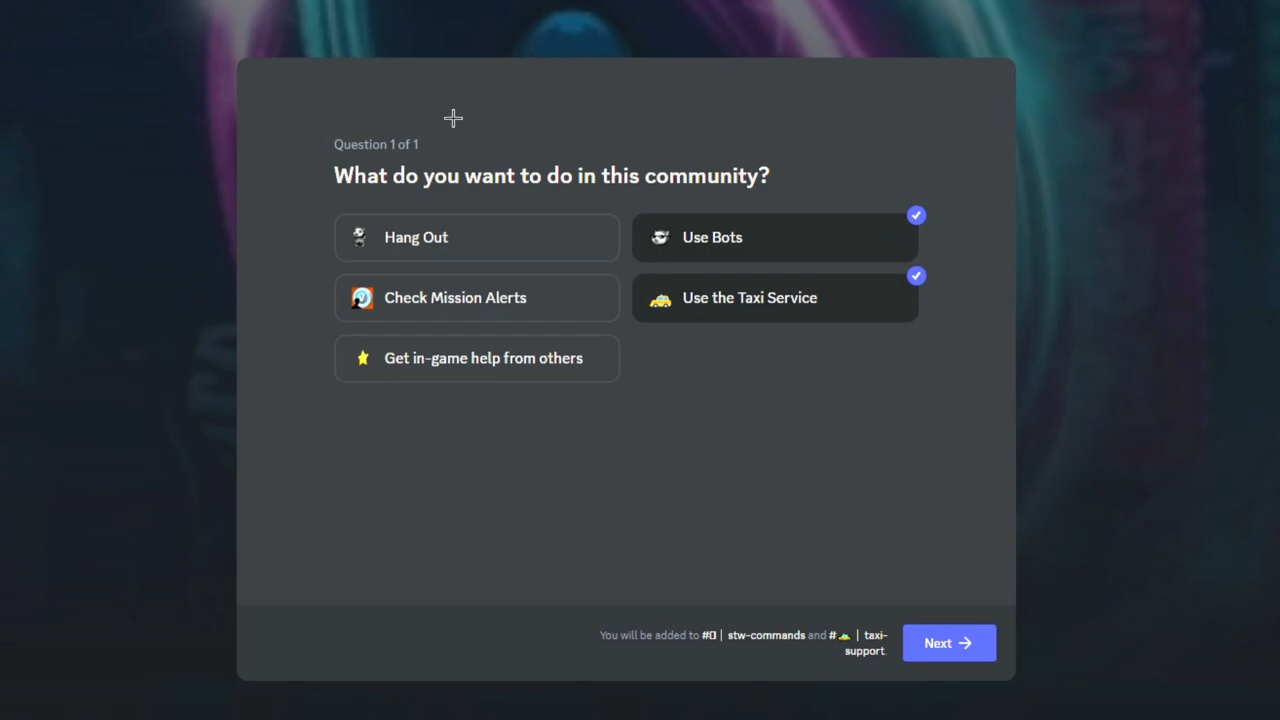 Question 1 of 1
What do you want to do in this community?
Hang Out
Use Bots
Check Mission Alerts
Use the Taxi Service
Get in-game help from others
You will be added to # | stw-commands and # | taxi-
support.
Next